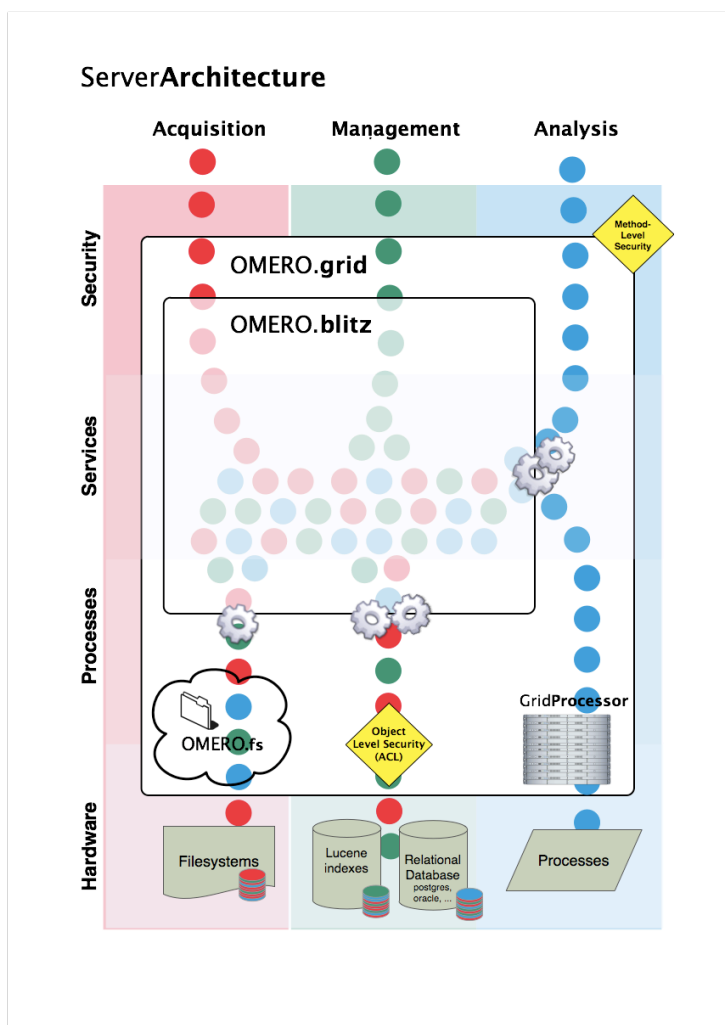 ServerArchitecture
Acquisition
Management
Analysis
Security
Method-
Level
Security
OMERO.grid
OMERO.blitz
Services
Processes
OMERO.fs
Object
Level Security
(ACL)
GridProcessor
Hardware
Filesystems
Lucene
indexes
Relational
Database
postgres,
oracle, ...
Processes